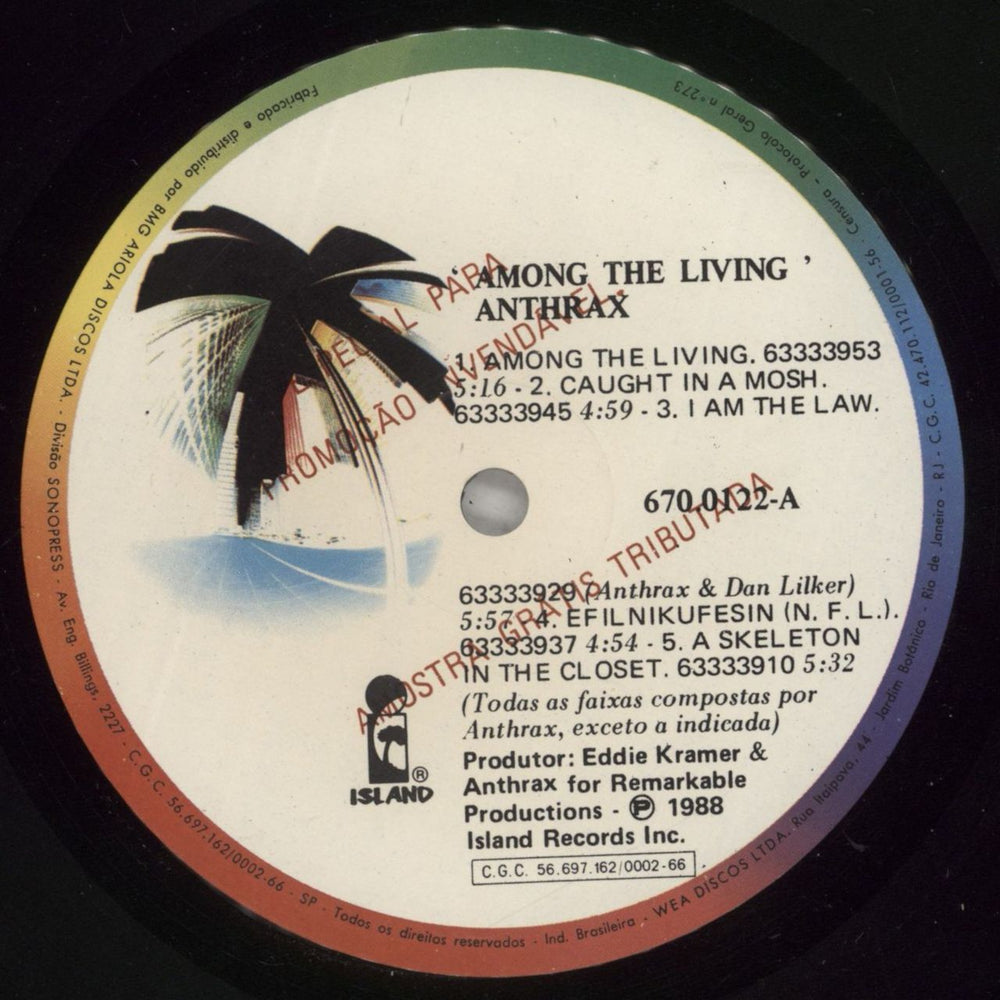 ' AMONG THE LIVING '
ANTHRAX
1. AMONG THE LIVING. 63333953
5:16 - 2. CAUGHT IN A MOSH.
63333945 4:59 - 3. I AM THE LAW.
670.0122-A
633339297 (Anthrax & Dan Lilker)
5:57 - 4. EFILNIKUFESIN (N. F. L.).
63333937 4:54 - 5. A SKELETON
IN THE CLOSET. 63333910 5:32
(Todas as faixas compostas por
Anthrax, exceto a indicada)
Produtor: Eddie Kramer &
Anthrax for Remarkable
Productions - ℗ 1988
Island Records Inc.
C.G.C. 56.697.162/0002-66
ISLAND ®
ESPECIAL PARA
PROMOÇÃO INVENDÁVEL.
AMOSTRA GRÁTIS TRIBUTADA
Fabricado e distribuido por BMG ARIOLA DISCOS LTDA. - Divisão SONOPRESS - Av. Eng. Billings, 2227 - C.G.C. 56.697.162/0002-66 - SP - Todos os direitos reservados - Ind. Brasileira - WEA DISCOS LTDA. Rua Itaipava, 44 - Jardim Botânico - Rio de Janeiro - RJ - C.G.C. 42.470.112/0001-56 - Censura - Protocolo Geral nº 273